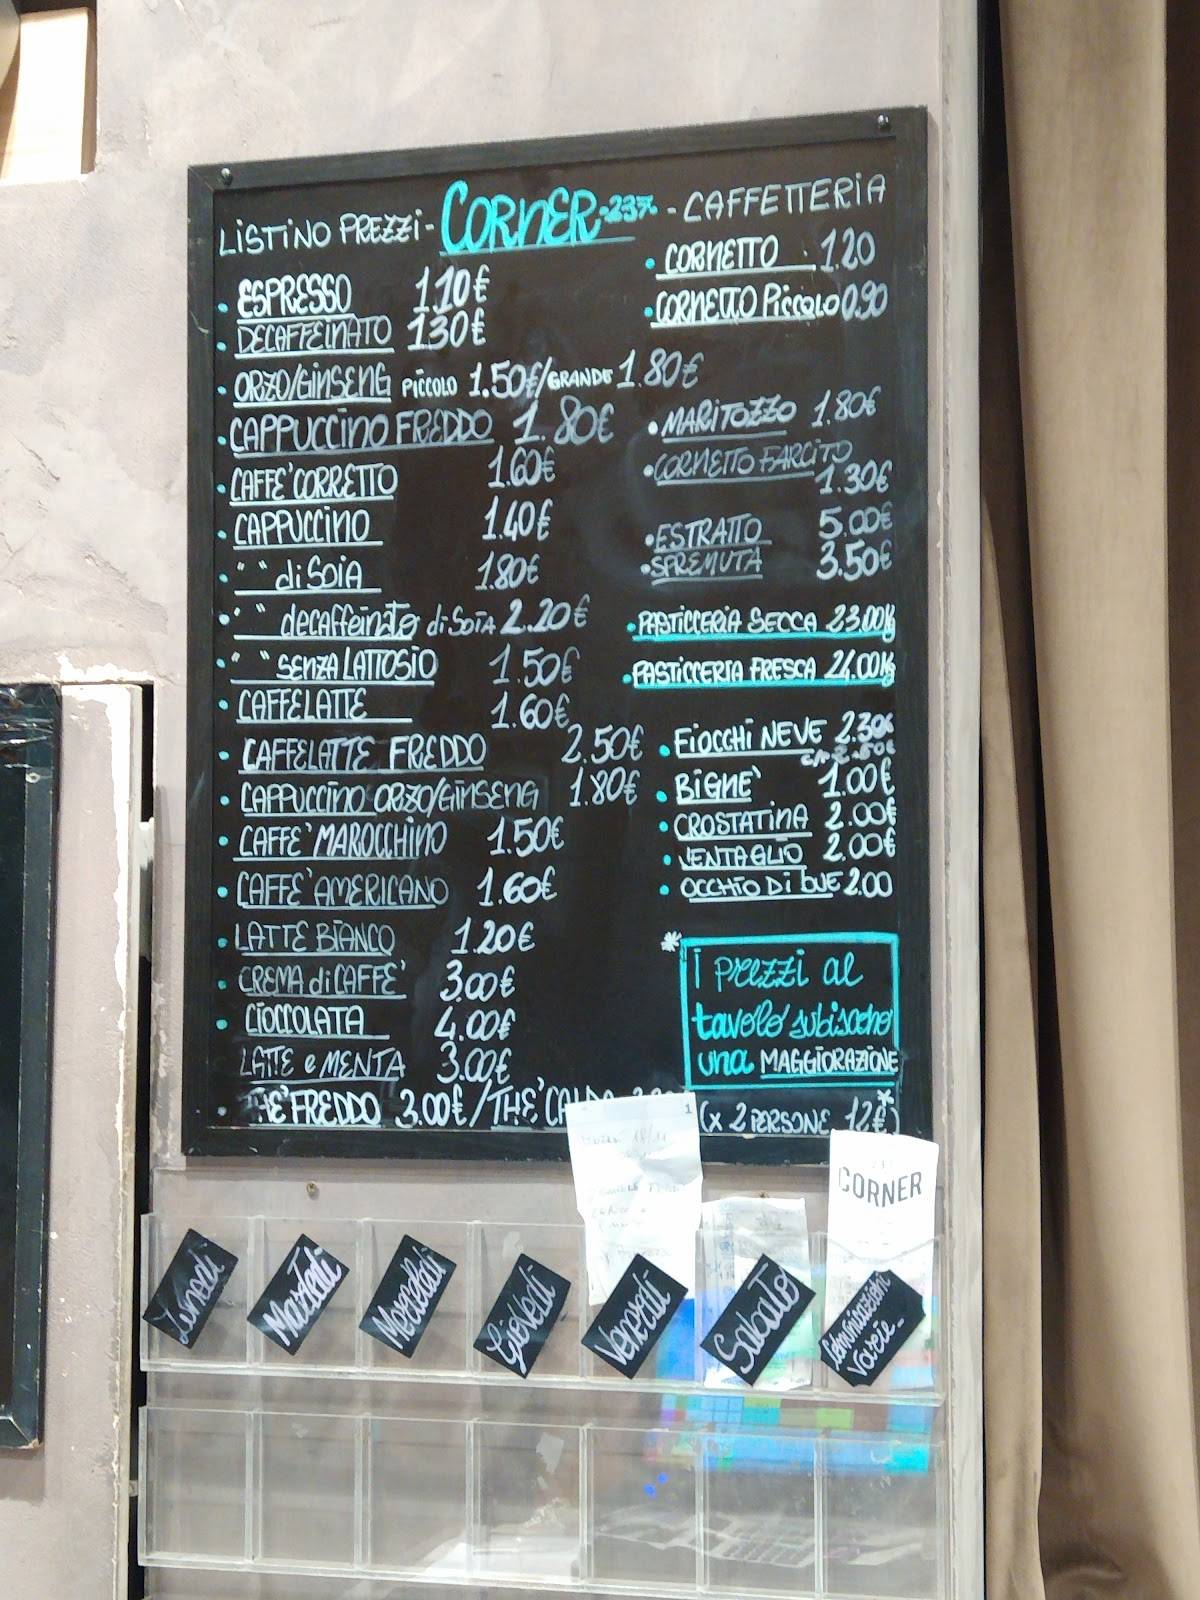 LISTINO PREZZI - CORNER -237- - CAFFETTERIA
ESPRESSO 1.10€
DECAFFEINATO 1.30€
ORZO/GINSENG PICCOLO 1.50€/GRANDE 1.80€
CAPPUCCINO FREDDO 1.80€
CAFFE' CORRETTO 1.60€
CAPPUCCINO 1.40€
" " di SOIA 1.80€
" " decaffeinato di SOIA 2.20€
" " SENZA LATTOSIO 1.50€
CAFFELATTE 1.60€
CAFFELATTE FREDDO 2.50€
CAPPUCCINO ORZO/GINSENG 1.80€
CAFFE' MAROCCHINO 1.50€
CAFFE' AMERICANO 1.60€
LATTE BIANCO 1.20€
CREMA di CAFFE' 3.00€
CIOCCOLATA 4.00€
LATTE e MENTA 3.00€
THE' FREDDO 3.00€/THE'
CORNETTO 1.20
CORNETTO PICCOLO 0.90
MARITOZZO 1.80€
CORNETTO FARCITO
1.30€
ESTRATTO 5.00€
SPREMUTA 3.50€
PASTICCERIA SECCA 23.00 Kg
PASTICCERIA FRESCA 24.00 Kg
FIOCCHI NEVE 2.30€
2.50€
BIGNE' 1.00€
CROSTATINA 2.00€
VENTAGLIO 2.00€
OCCHIO DI BUE 2.00
* I prezzi al
tavolo subiscono
una MAGGIORAZIONE
(x 2 PERSONE 12€*)
CORNER
Lunedì
Martedì
Mercoledì
Giovedì
Venerdì
Sabato
varie-